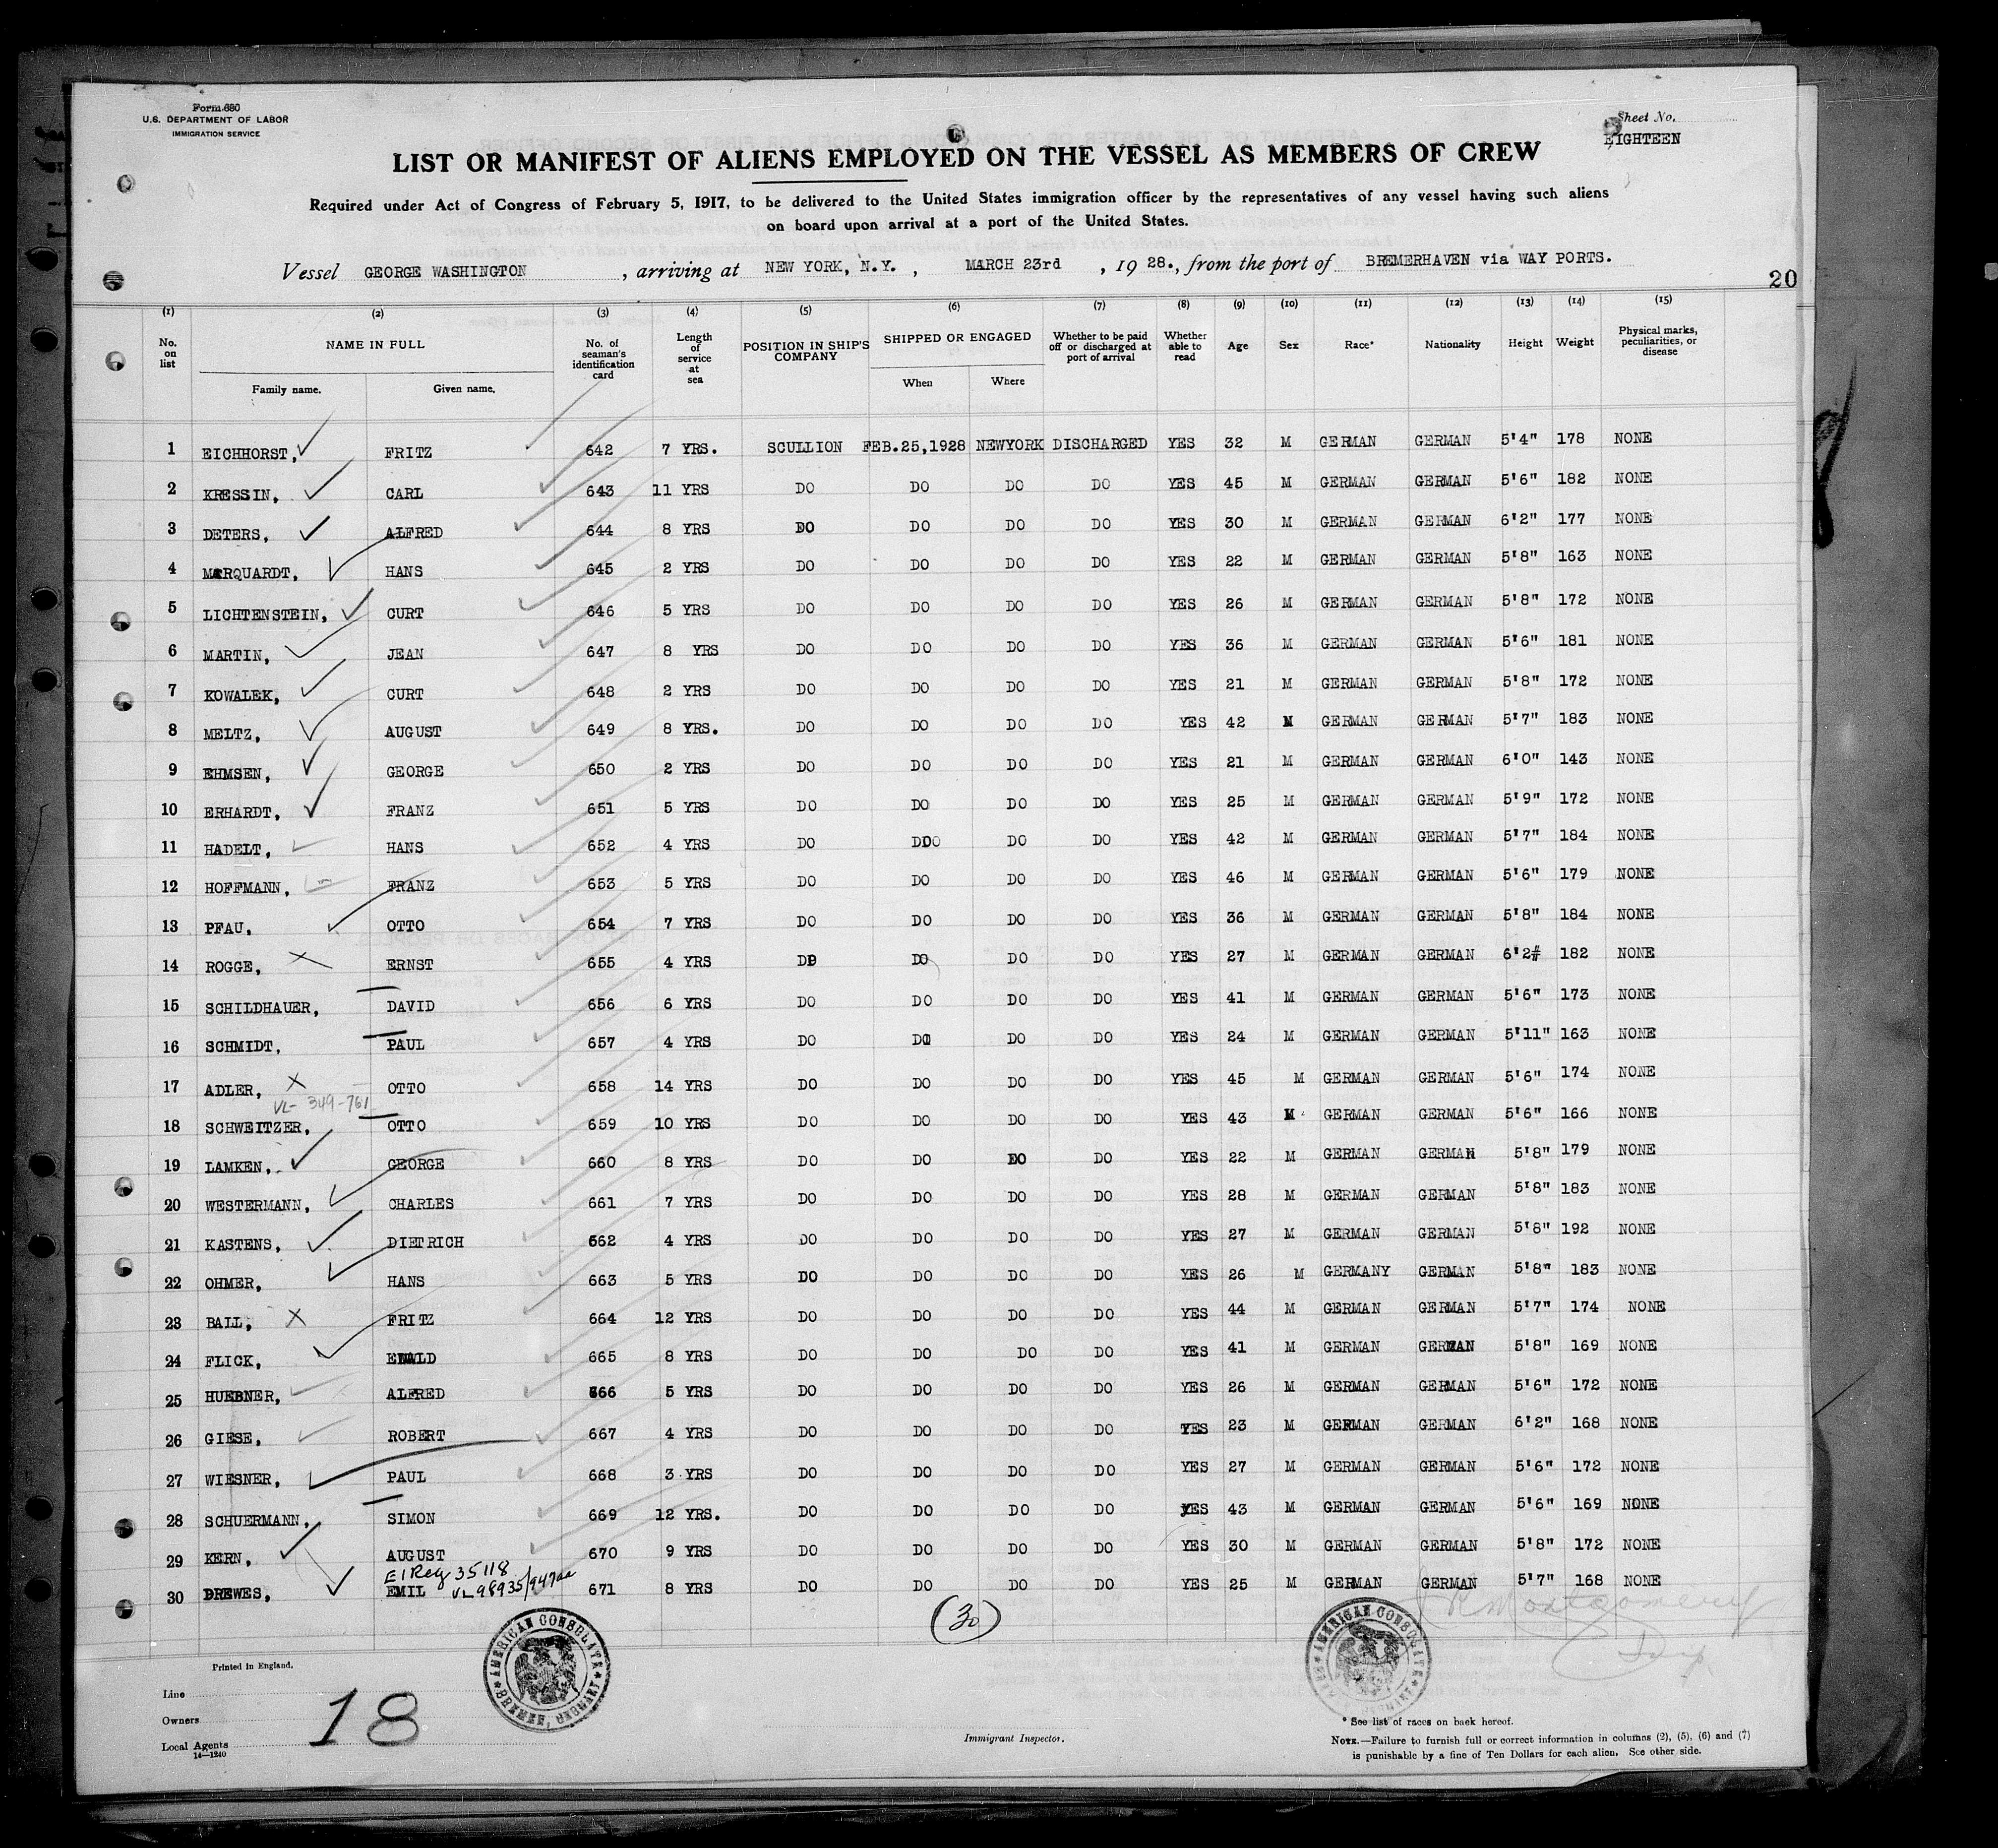 Form 680
U.S. DEPARTMENT OF LABOR
IMMIGRATION SERVICE
Sheet No.
EIGHTEEN
LIST OR MANIFEST OF ALIENS EMPLOYED ON THE VESSEL AS MEMBERS OF CREW
Required under Act of Congress of February 5, 1917, to be delivered to the United States immigration officer by the representatives of any vessel having such aliens
on board upon arrival at a port of the United States.
Vessel GEORGE WASHINGTON, arriving at NEW YORK, N.Y., MARCH 23rd, 1928., from the port of BREMERHAVEN via WAY PORTS.
20
(1) (2) (3) (4) (5) (6) (7) (8) (9) (10) (11) (12) (13) (14) (15)
No. on list NAME IN FULL No. of seaman's identification card Length of service at sea POSITION IN SHIP'S COMPANY SHIPPED OR ENGAGED Whether to be paid off or discharged at port of arrival Whether able to read Age Sex Race* Nationality Height Weight Physical marks, peculiarities, or disease
Family name. Given name. When Where
1 EICHHORST, FRITZ 642 7 YRS. SCULLION FEB.25,1928 NEWYORK DISCHARGED YES 32 M GERMAN GERMAN 5'4" 178 NONE
2 KRESSIN, CARL 643 11 YRS DO DO DO DO YES 45 M GERMAN GERMAN 5'6" 182 NONE
3 DETERS, ALFRED 644 8 YRS DO DO DO DO YES 30 M GERMAN GERMAN 6'2" 177 NONE
4 MARQUARDT, HANS 645 2 YRS DO DO DO DO YES 22 M GERMAN GERMAN 5'8" 163 NONE
5 LICHTENSTEIN, CURT 646 5 YRS DO DO DO DO YES 26 M GERMAN GERMAN 5'8" 172 NONE
6 MARTIN, JEAN 647 8 YRS DO DO DO DO YES 36 M GERMAN GERMAN 5'6" 181 NONE
7 KOWALEK, CURT 648 2 YRS DO DO DO DO YES 21 M GERMAN GERMAN 5'8" 172 NONE
8 MELTZ, AUGUST 649 8 YRS. DO DO DO DO YES 42 M GERMAN GERMAN 5'7" 183 NONE
9 EHMSEN, GEORGE 650 2 YRS DO DO DO DO YES 21 M GERMAN GERMAN 6'0" 143 NONE
10 ERHARDT, FRANZ 651 5 YRS DO DO DO DO YES 25 M GERMAN GERMAN 5'9" 172 NONE
11 HADELT, HANS 652 4 YRS DO DDO DO DO YES 42 M GERMAN GERMAN 5'7" 184 NONE
12 HOFFMANN, FRANZ 653 5 YRS DO DO DO DO YES 46 M GERMAN GERMAN 5'6" 179 NONE
13 PFAU, OTTO 654 7 YRS DO DO DO DO YES 36 M GERMAN GERMAN 5'8" 184 NONE
14 ROGGE, ERNST 655 4 YRS DO DO DO DO YES 27 M GERMAN GERMAN 6'2# 182 NONE
15 SCHILDHAUER, DAVID 656 6 YRS DO DO DO DO YES 41 M GERMAN GERMAN 5'6" 173 NONE
16 SCHMIDT, PAUL 657 4 YRS DO DO DO DO YES 24 M GERMAN GERMAN 5'11" 163 NONE
17 ADLER, OTTO 658 14 YRS DO DO DO DO YES 45 M GERMAN GERMAN 5'6" 174 NONE
VL- 349-761
18 SCHWEITZER, OTTO 659 10 YRS DO DO DO DO YES 43 M GERMAN GERMAN 5'6" 166 NONE
19 LAMKEN, GEORGE 660 8 YRS DO DO DO DO YES 22 M GERMAN GERMAN 5'8" 179 NONE
20 WESTERMANN, CHARLES 661 7 YRS DO DO DO DO YES 28 M GERMAN GERMAN 5'8" 183 NONE
21 KASTENS, DIETRICH 662 4 YRS DO DO DO DO YES 27 M GERMAN GERMAN 5'8" 192 NONE
22 OHMER, HANS 663 5 YRS DO DO DO DO YES 26 M GERMANY GERMAN 5'8" 183 NONE
23 BALL, FRITZ 664 12 YRS DO DO DO DO YES 44 M GERMAN GERMAN 5'7" 174 NONE
24 FLICK, EWALD 665 8 YRS DO DO DO DO YES 41 M GERMAN GERMAN 5'8" 169 NONE
25 HUEBNER, ALFRED 666 5 YRS DO DO DO DO YES 26 M GERMAN GERMAN 5'6" 172 NONE
26 GIESE, ROBERT 667 4 YRS DO DO DO DO YES 23 M GERMAN GERMAN 6'2" 168 NONE
27 WIESNER, PAUL 668 3 YRS DO DO DO DO YES 27 M GERMAN GERMAN 5'6" 172 NONE
28 SCHUERMANN, SIMON 669 12 YRS. DO DO DO DO YES 43 M GERMAN GERMAN 5'6" 169 NONE
29 KERN, AUGUST 670 9 YRS DO DO DO DO YES 30 M GERMAN GERMAN 5'8" 172 NONE
35118
30 DREWES, EMIL 671 8 YRS DO DO DO DO YES 25 M GERMAN GERMAN 5'7" 168 NONE
(30)
R Montgomery
AMERICAN CONSULATE BREMEN, GERMANY
AMERICAN CONSULATE BREMEN, GERMANY
Printed in England.
Line
Owners
Local Agents
14—1240
18
Immigrant Inspector.
* See list of races on back hereof.
NOTE.—Failure to furnish full or correct information in columns (2), (5), (6) and (7)
is punishable by a fine of Ten Dollars for each alien. See other side.